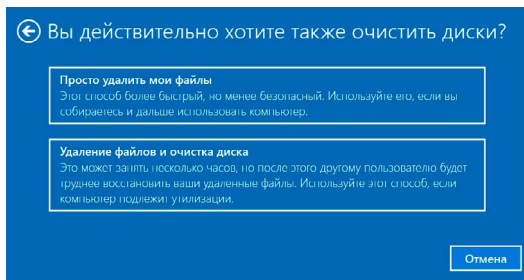 Вы действительно хотите также очистить диски?
Просто удалить мои файлы
Этот способ более быстрый, но менее безопасный. Используйте его, если вы
собираетесь и дальше использовать компьютер.
Удаление файлов и очистка диска
Это может занять несколько часов, но после этого другому пользователю будет
труднее восстановить ваши удаленные файлы. Используйте этот способ, если
компьютер подлежит утилизации.
Отмена